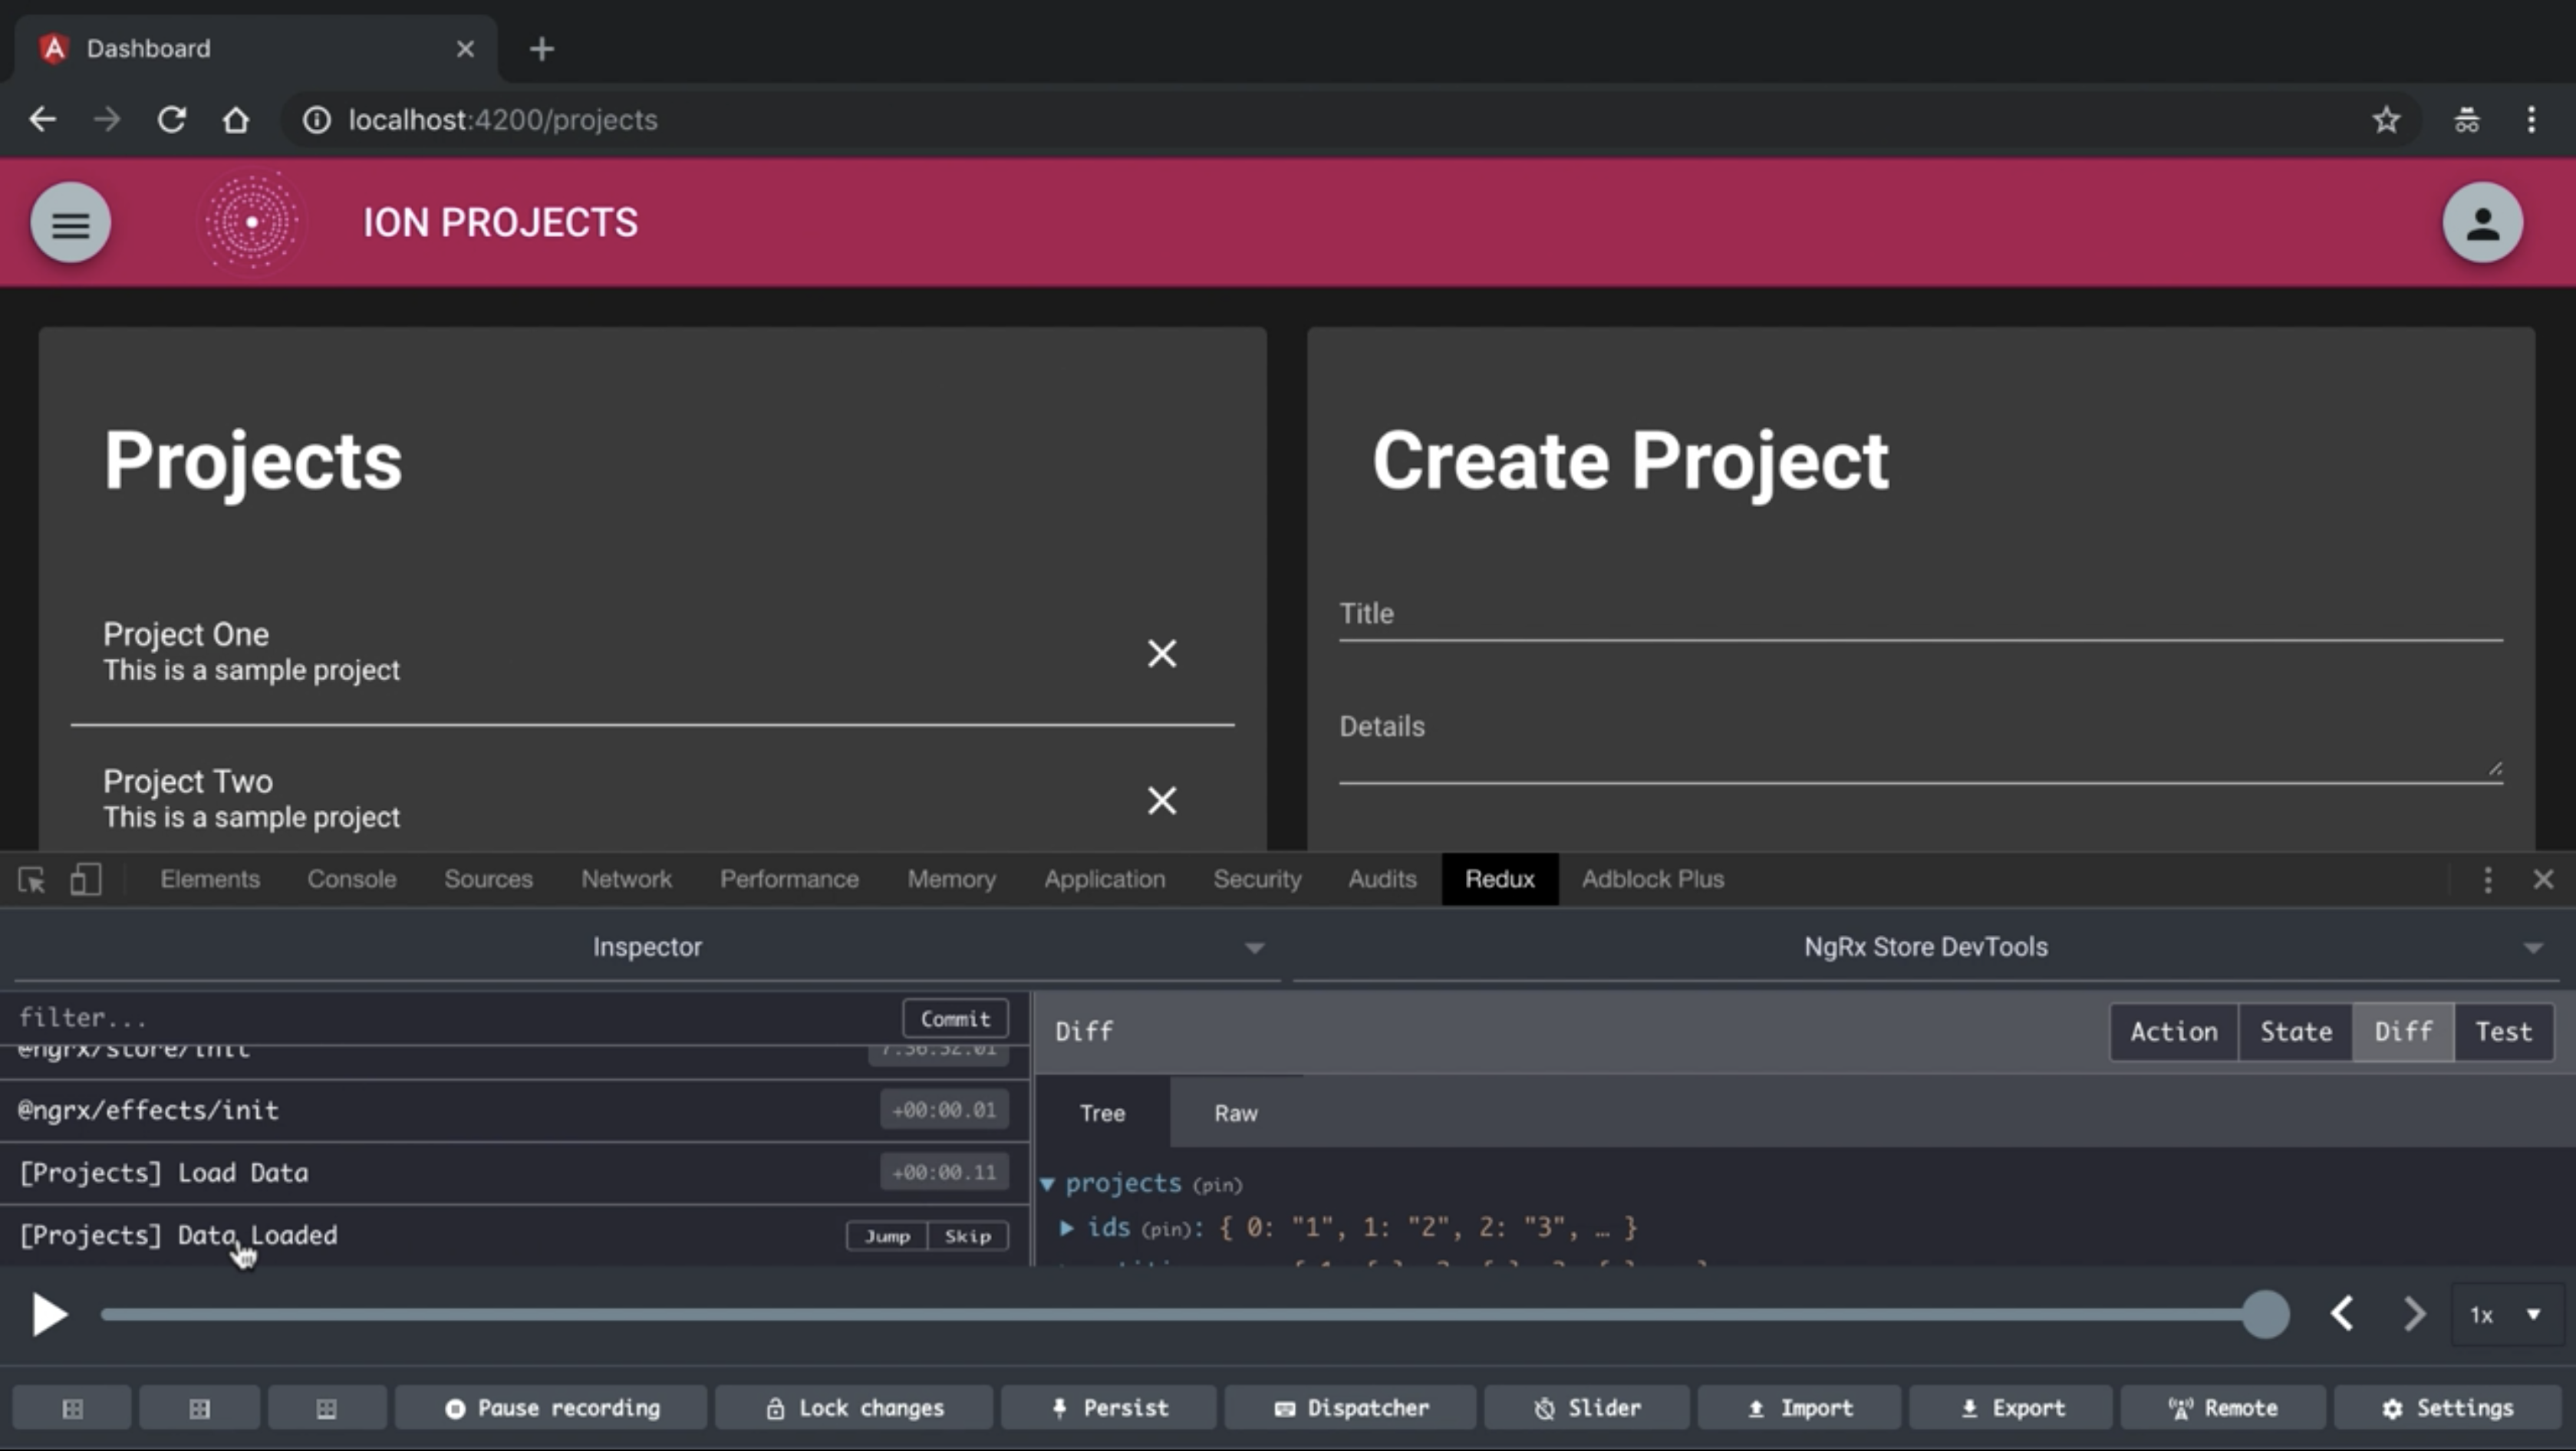 Dashboard
localhost:4200/projects
ION PROJECTS
Projects
Project One
This is a sample project
Project Two
This is a sample project
Create Project
Title
Details
Elements Console Sources Network Performance Memory Application Security Audits Redux Adblock Plus
Inspector
NgRx Store DevTools
filter...
Commit
@ngrx/store/init
7:36:32.01
@ngrx/effects/init
+00:00.01
[Projects] Load Data
+00:00.11
[Projects] Data Loaded
Jump Skip
Diff
Action State Diff Test
Tree Raw
projects (pin)
ids (pin): { 0: "1", 1: "2", 2: "3", … }
1x
Pause recording Lock changes Persist Dispatcher Slider Import Export Remote Settings